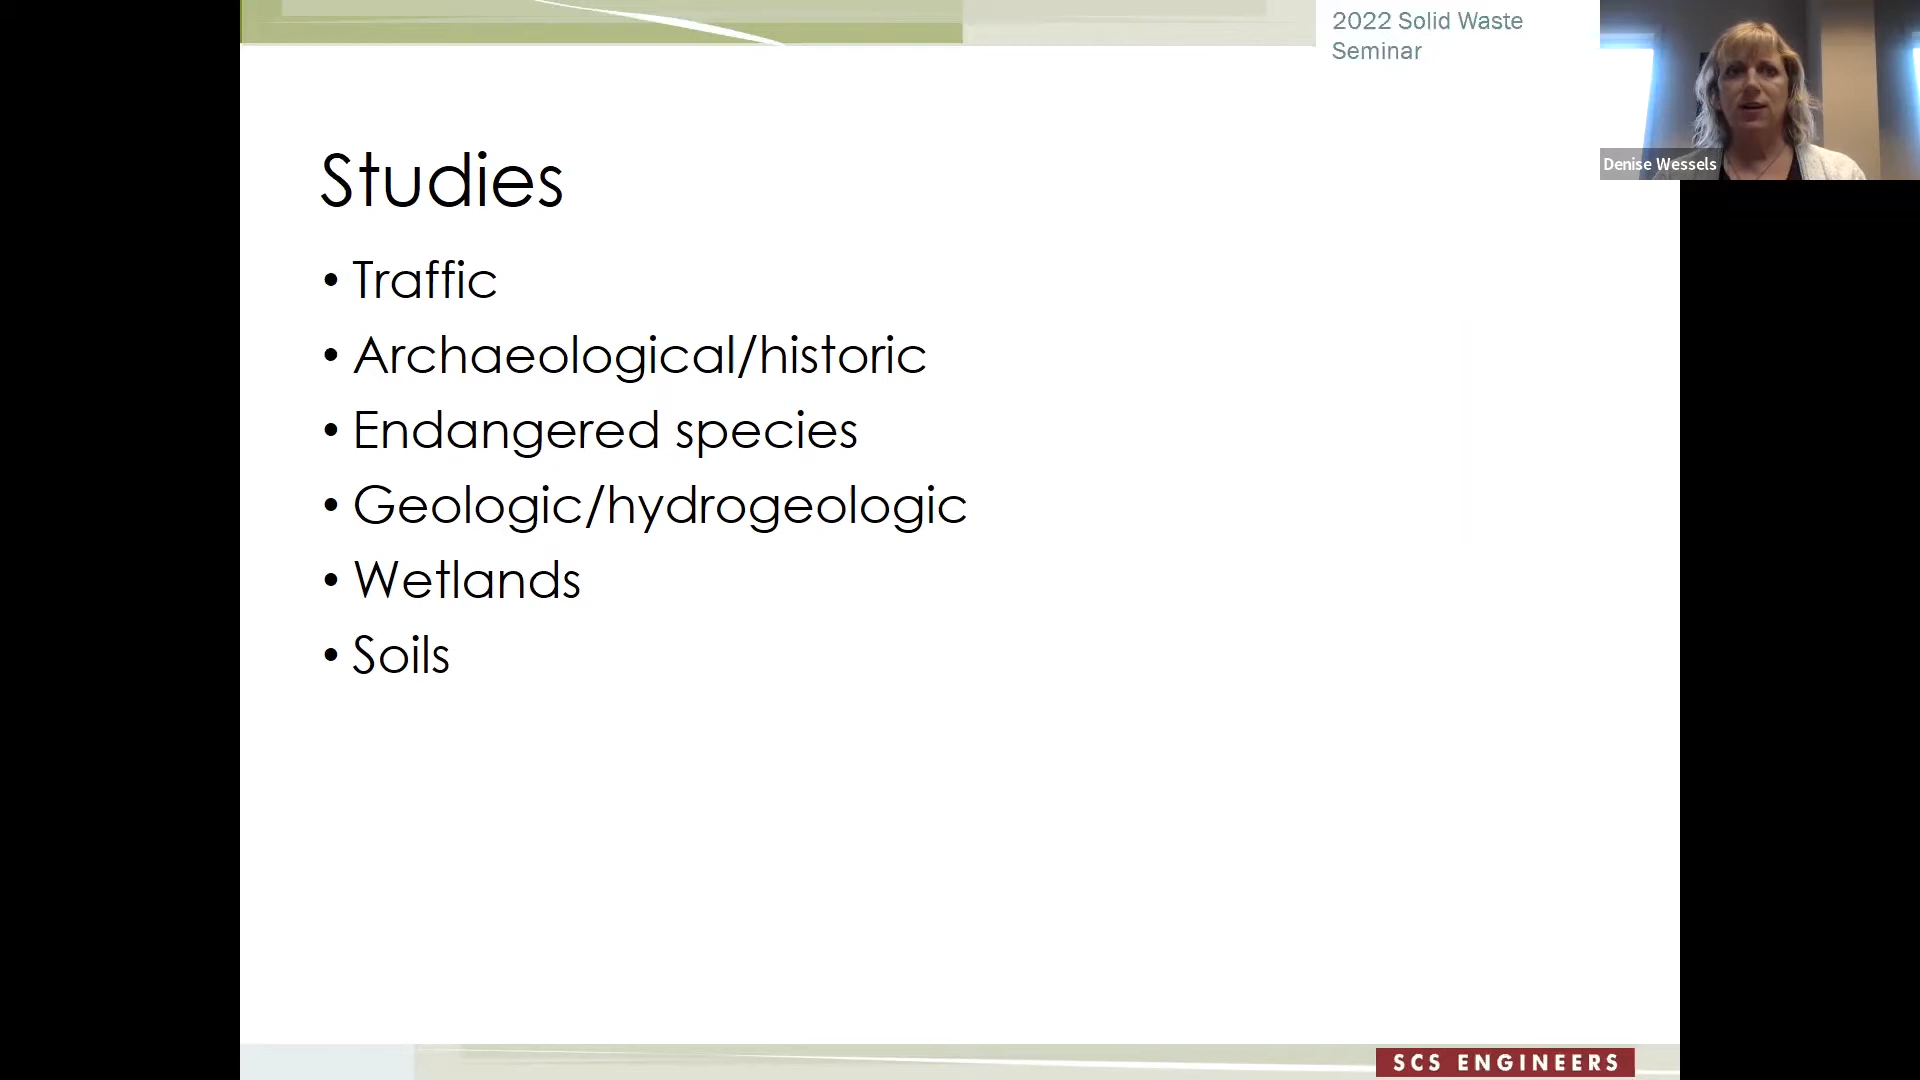 2022 Solid Waste
Seminar
Denise Wessels
Studies
• Traffic
• Archaeological/historic
• Endangered species
• Geologic/hydrogeologic
• Wetlands
• Soils
SCS ENGINEERS